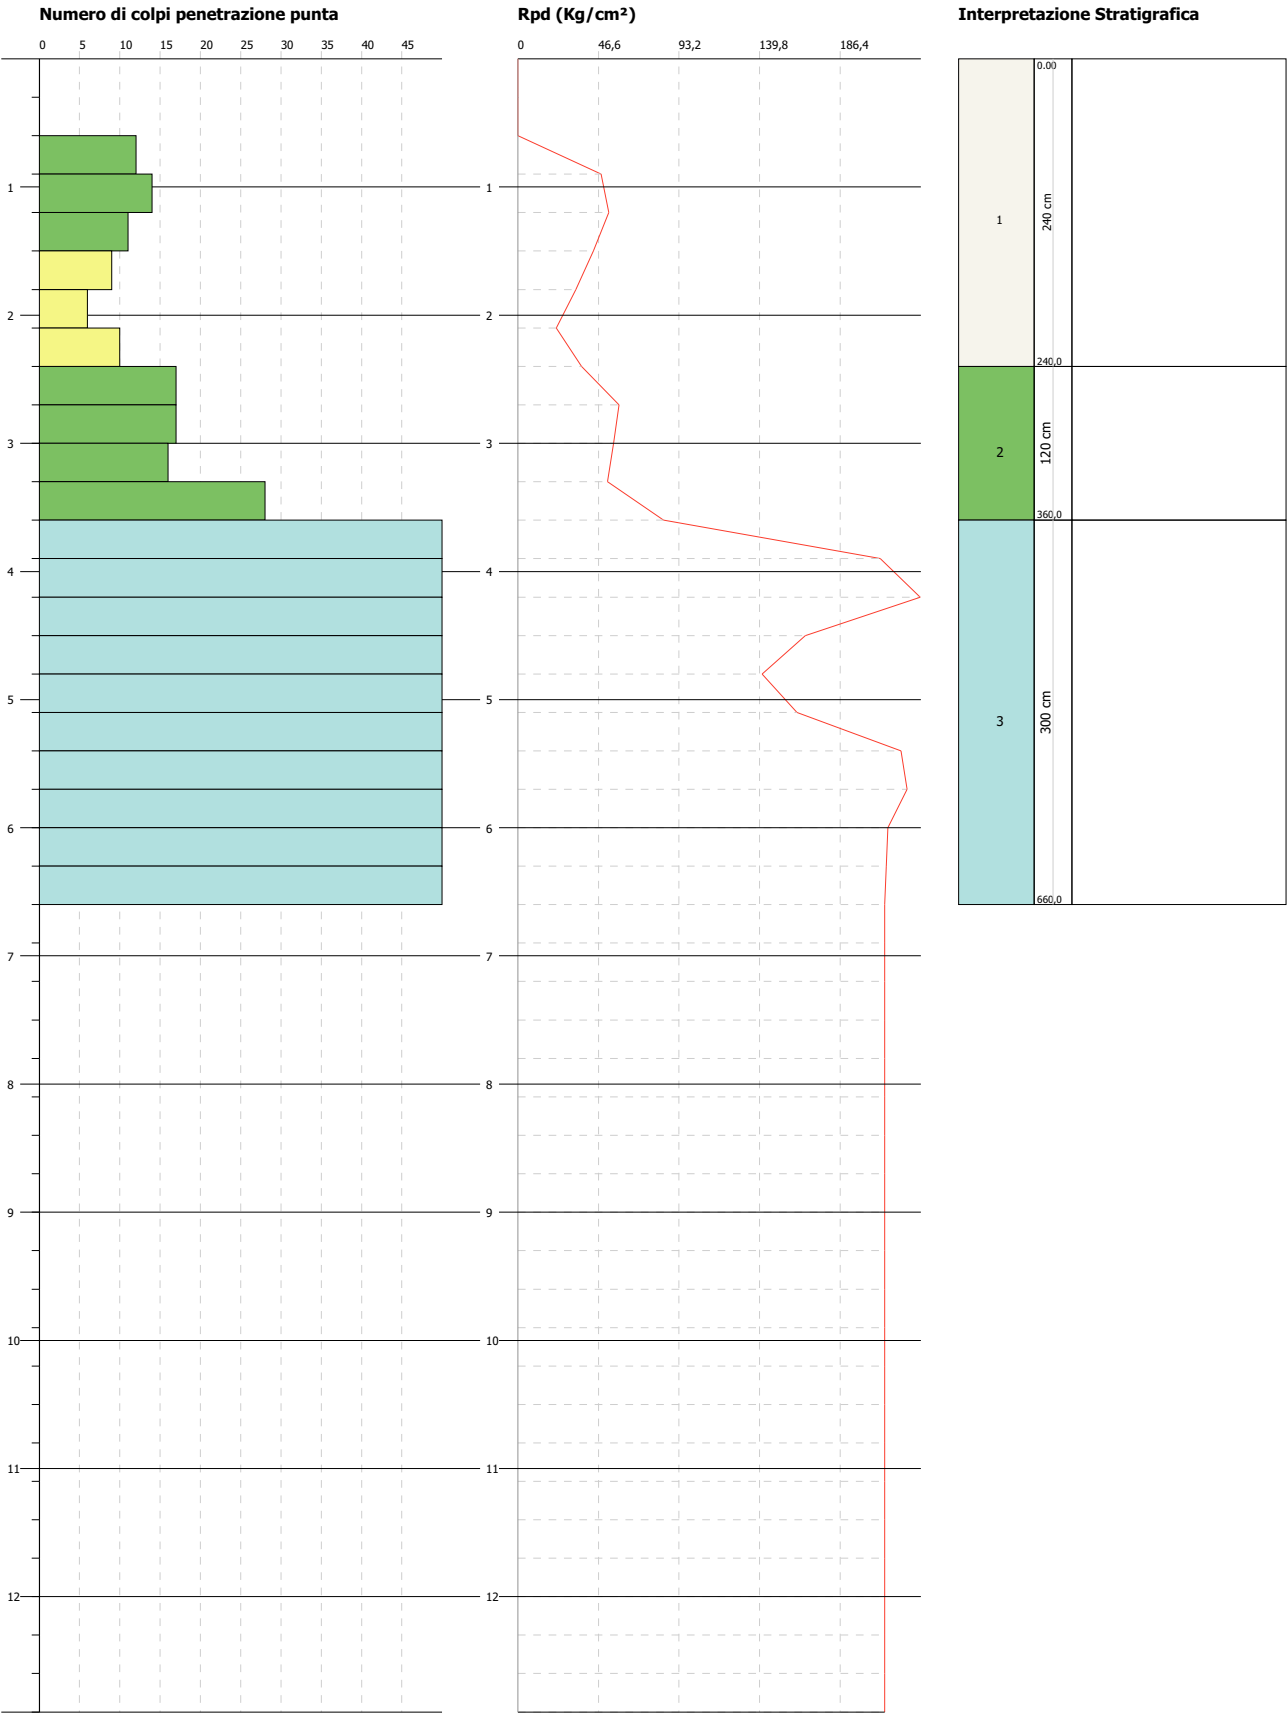 Numero di colpi penetrazione punta
Rpd (Kg/cm²)
Interpretazione Stratigrafica
0 5 10 15 20 25 30 35 40 45
0 46,6 93,2 139,8 186,4
0.00
1 1
1 240 cm
2 2
240,0
3 3
2 120 cm
360,0
4 4
5 5
3 300 cm
6 6
660,0
7 7
8 8
9 9
10 10
11 11
12 12